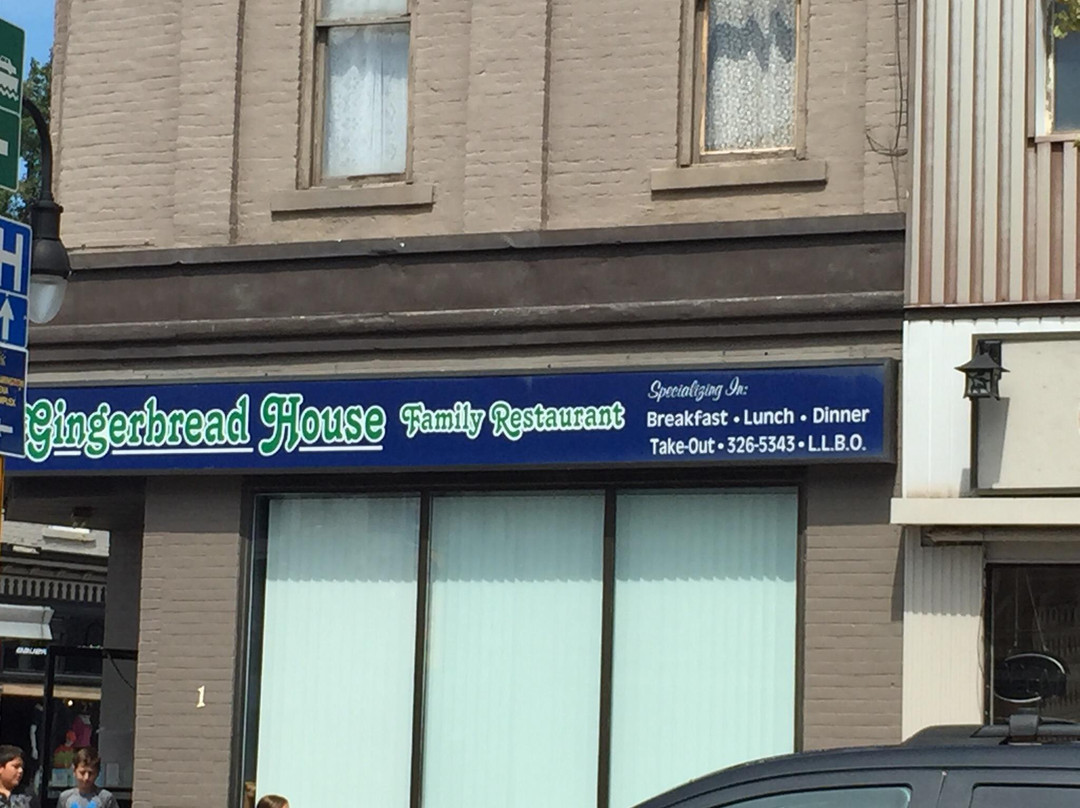 H
Gingerbread House Family Restaurant
Specializing In:
Breakfast • Lunch • Dinner
Take-Out • 326-5343 • L.L.B.O.
1